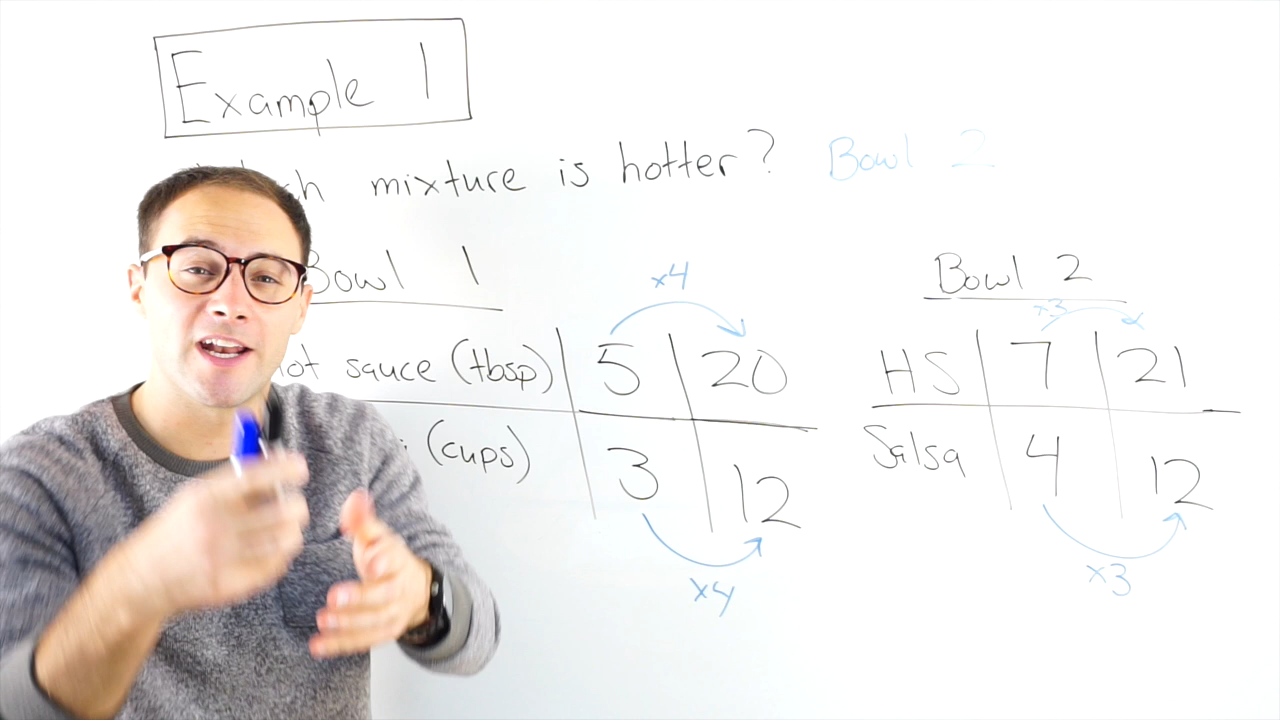 Example 1
mixture is hotter? Bowl 2
Bowl 1
Bowl 2
x4
x3
sauce (tbsp) 5 20
HS 7 21
(cups) 3 12
Salsa 4 12
x4
x3